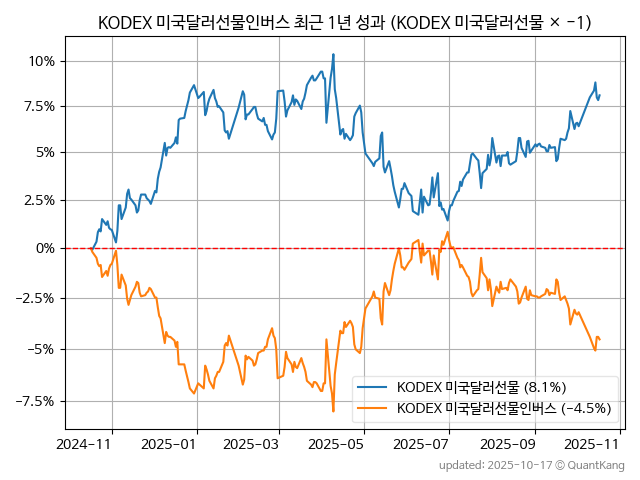 KODEX 미국달러선물인버스 최근 1년 성과 (KODEX 미국달러선물 × −1)
10%
7.5%
5%
2.5%
0%
−2.5%
−5%
−7.5%
KODEX 미국달러선물 (8.1%)
KODEX 미국달러선물인버스 (−4.5%)
2024-11 2025-01 2025-03 2025-05 2025-07 2025-09 2025-11
updated: 2025-10-17 © QuantKang